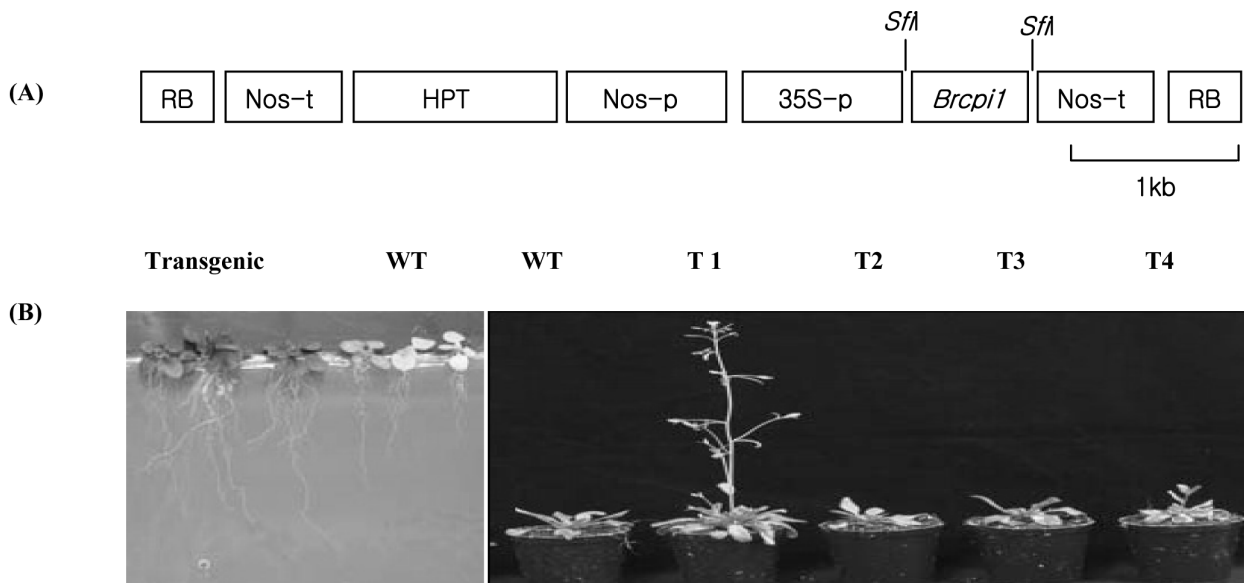 SfiI SfiI
(A) RB Nos-t HPT Nos-p 35S-p Brcpi1 Nos-t RB
1kb
Transgenic WT WT T 1 T2 T3 T4
(B)